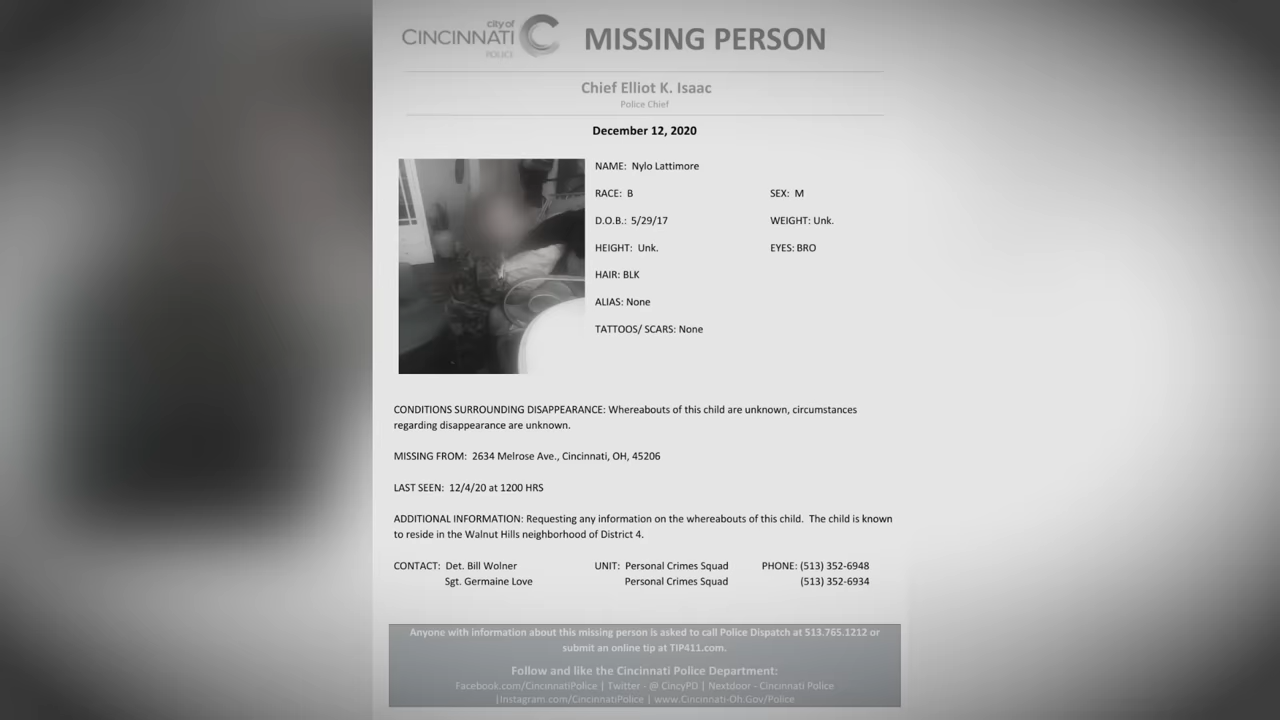 city of
CINCINNATI
POLICE
MISSING PERSON
Chief Elliot K. Isaac
Police Chief
December 12, 2020
NAME: Nylo Lattimore
RACE: B SEX: M
D.O.B.: 5/29/17 WEIGHT: Unk.
HEIGHT: Unk. EYES: BRO
HAIR: BLK
ALIAS: None
TATTOOS/ SCARS: None
CONDITIONS SURROUNDING DISAPPEARANCE: Whereabouts of this child are unknown, circumstances
regarding disappearance are unknown.
MISSING FROM: 2634 Melrose Ave., Cincinnati, OH, 45206
LAST SEEN: 12/4/20 at 1200 HRS
ADDITIONAL INFORMATION: Requesting any information on the whereabouts of this child. The child is known
to reside in the Walnut Hills neighborhood of District 4.
CONTACT: Det. Bill Wolner UNIT: Personal Crimes Squad PHONE: (513) 352-6948
Sgt. Germaine Love Personal Crimes Squad (513) 352-6934
Anyone with information about this missing person is asked to call Police Dispatch at 513.765.1212 or
submit an online tip at TIP411.com.
Follow and like the Cincinnati Police Department:
Facebook.com/CincinnatiPolice | Twitter - @ CincyPD | Nextdoor - Cincinnati Police
|Instagram.com/CincinnatiPolice | www.Cincinnati-Oh.Gov/Police